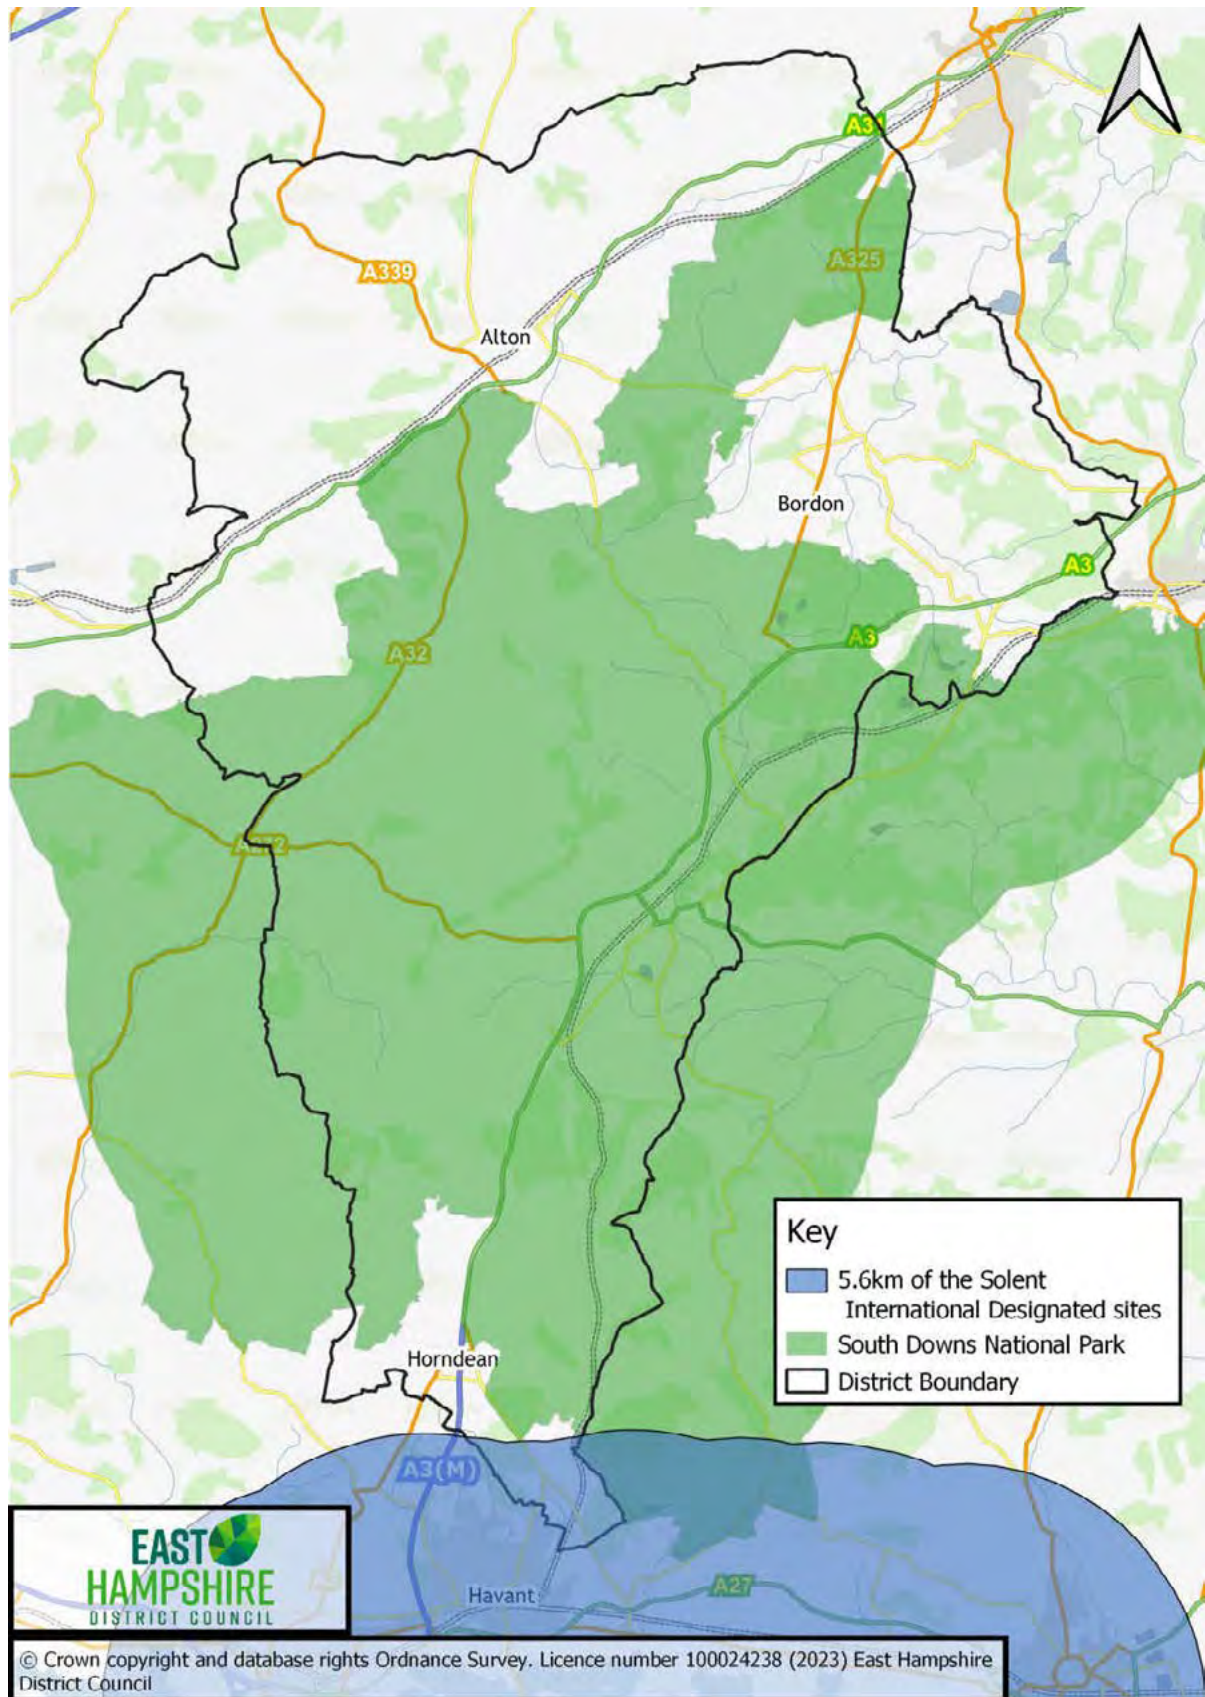 A31
A339
A325
Alton
Bordon
A3
A3
A32
A272
Key
5.6km of the Solent
International Designated sites
South Downs National Park
District Boundary
Horndean
A3(M)
EAST
HAMPSHIRE
DISTRICT COUNCIL
Havant
A27
© Crown copyright and database rights Ordnance Survey. Licence number 100024238 (2023) East Hampshire
District Council